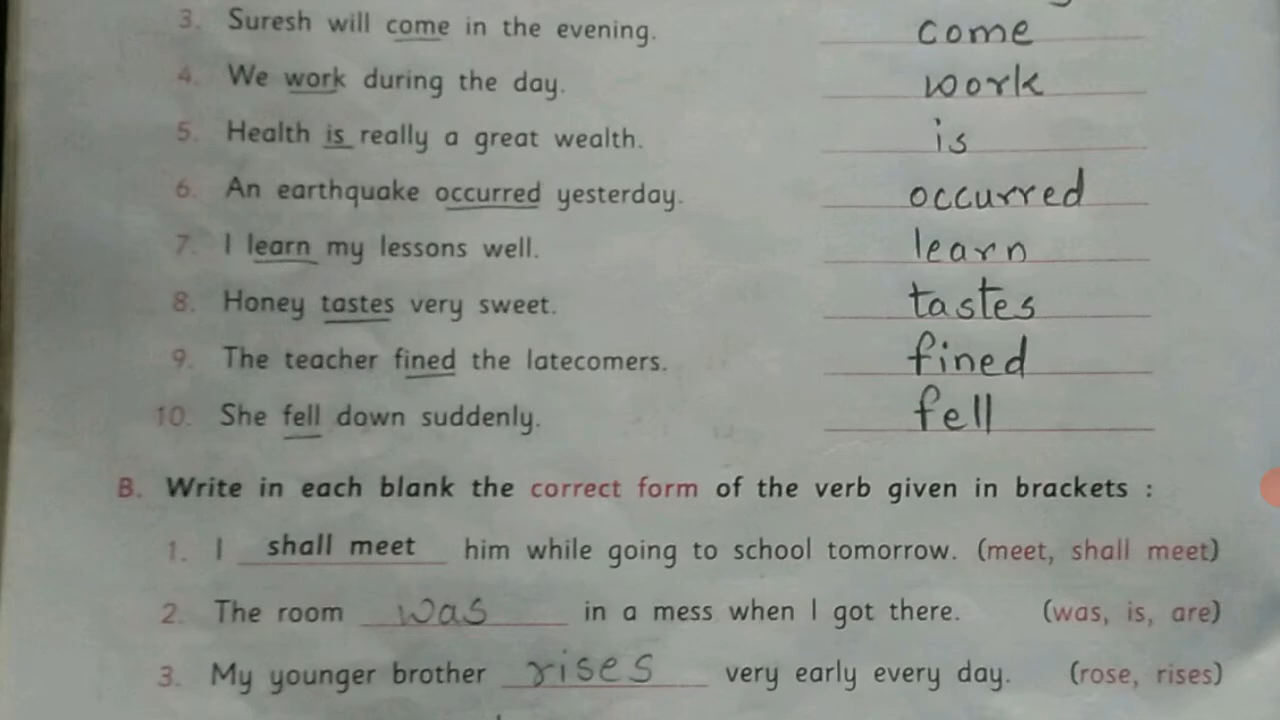 3. Suresh will come in the evening. come
4. We work during the day. work
5. Health is really a great wealth. is
6. An earthquake occurred yesterday. occurred
7. I learn my lessons well. learn
8. Honey tastes very sweet. tastes
9. The teacher fined the latecomers. fined
10. She fell down suddenly. fell
B. Write in each blank the correct form of the verb given in brackets :
1. I shall meet him while going to school tomorrow. (meet, shall meet)
2. The room was in a mess when I got there. (was, is, are)
3. My younger brother rises very early every day. (rose, rises)